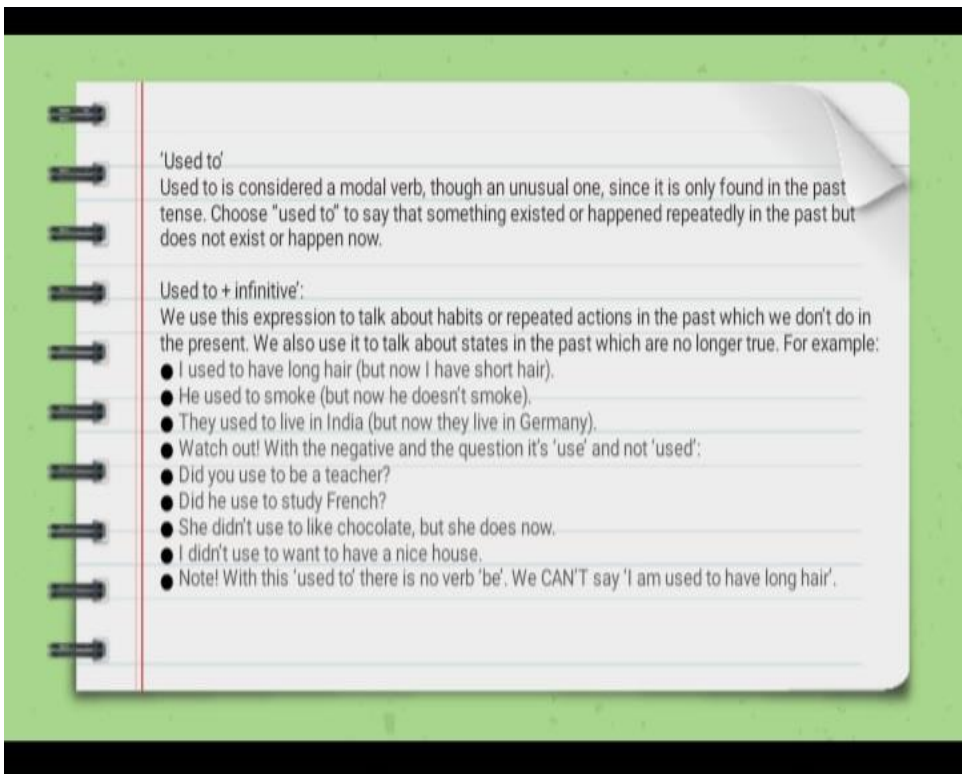 'Used to'
Used to is considered a modal verb, though an unusual one, since it is only found in the past
tense. Choose "used to" to say that something existed or happened repeatedly in the past but
does not exist or happen now.
Used to + infinitive':
We use this expression to talk about habits or repeated actions in the past which we don't do in
the present. We also use it to talk about states in the past which are no longer true. For example:
● I used to have long hair (but now I have short hair).
● He used to smoke (but now he doesn't smoke).
● They used to live in India (but now they live in Germany).
● Watch out! With the negative and the question it's 'use' and not 'used':
● Did you use to be a teacher?
● Did he use to study French?
● She didn't use to like chocolate, but she does now.
● I didn't use to want to have a nice house.
● Note! With this 'used to' there is no verb 'be'. We CAN'T say 'I am used to have long hair'.